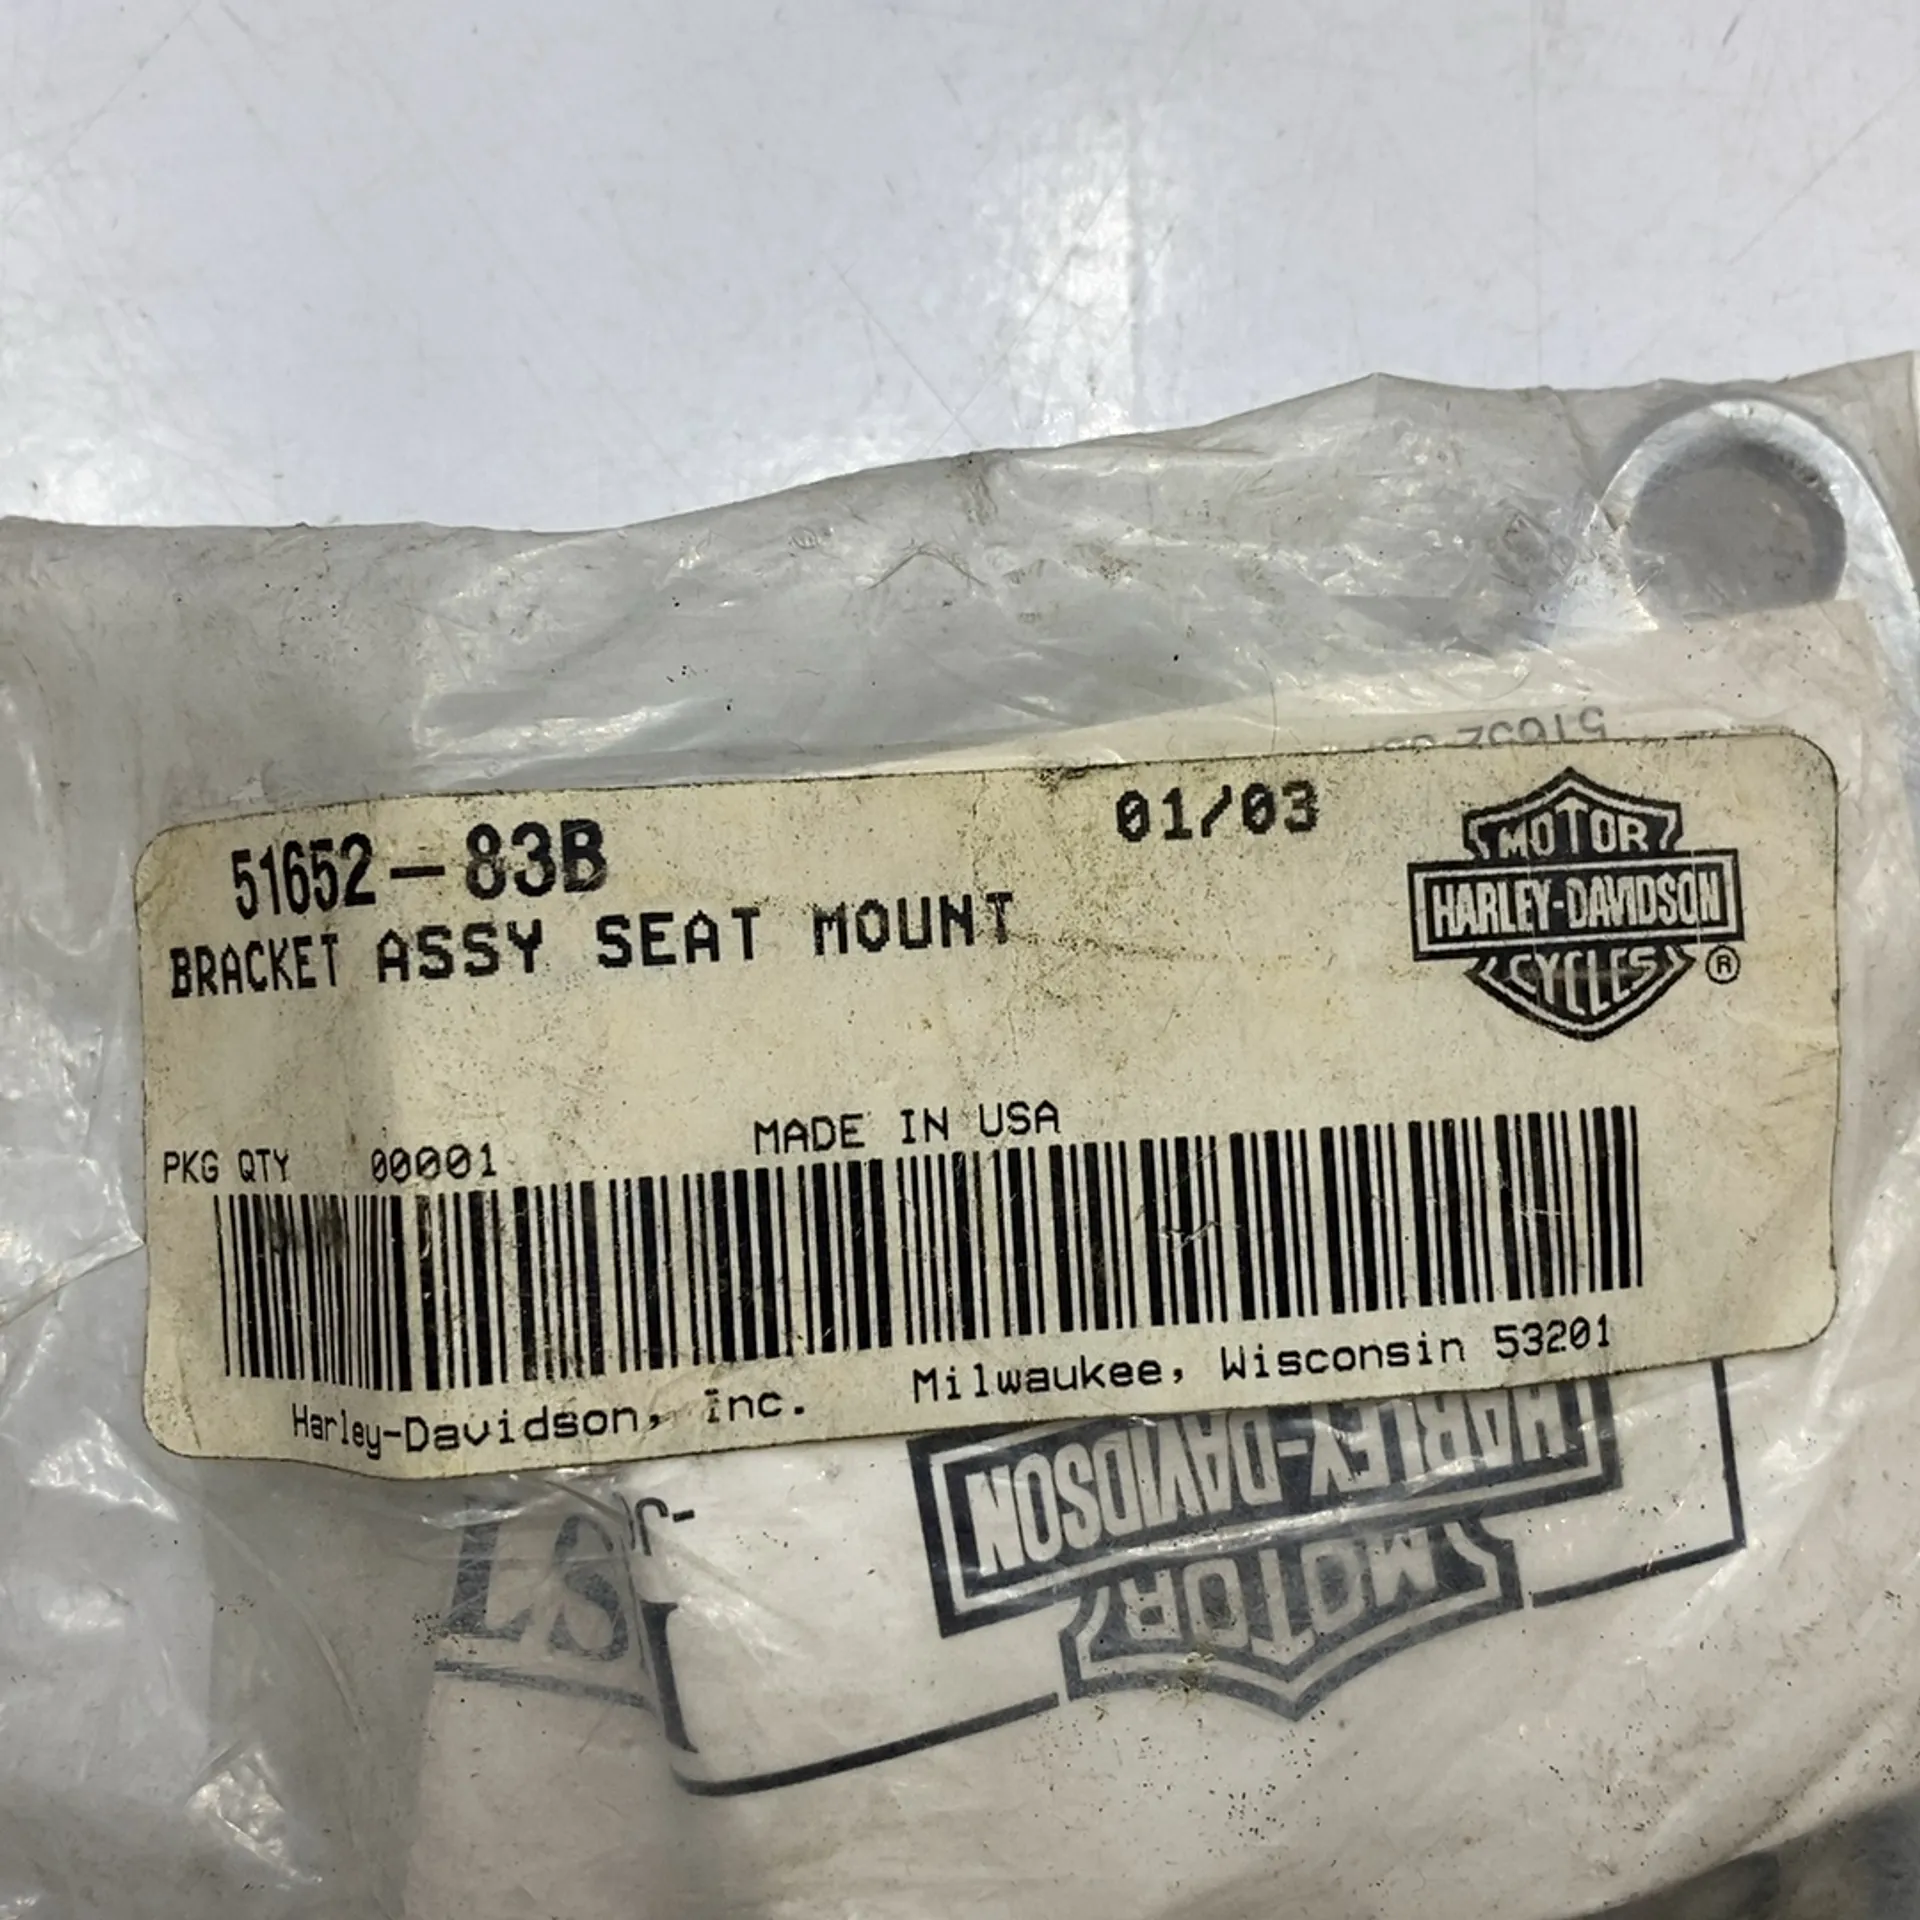 51652
51652-83B
01/03
BRACKET ASSY SEAT MOUNT
MOTOR
HARLEY-DAVIDSON
CYCLES
®
PKG QTY 00001
MADE IN USA
Harley-Davidson, Inc. Milwaukee, Wisconsin 53201
HARLEY-DAVIDSON
MOTOR